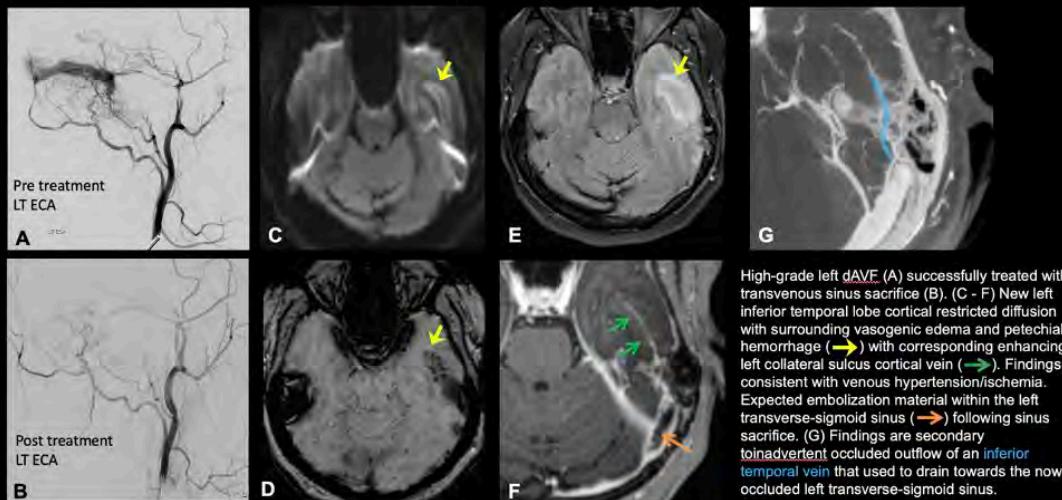 Pre treatment
LT ECA
A
C
E
G
Post treatment
LT ECA
B
D
F
High-grade left dAVF (A) successfully treated with
transvenous sinus sacrifice (B). (C - F) New left
inferior temporal lobe cortical restricted diffusion
with surrounding vasogenic edema and petechial
hemorrhage (→) with corresponding enhancing
left collateral sulcus cortical vein (→). Findings
consistent with venous hypertension/ischemia.
Expected embolization material within the left
transverse-sigmoid sinus (→) following sinus
sacrifice. (G) Findings are secondary
toinadvertent occluded outflow of an inferior
temporal vein that used to drain towards the now
occluded left transverse-sigmoid sinus.